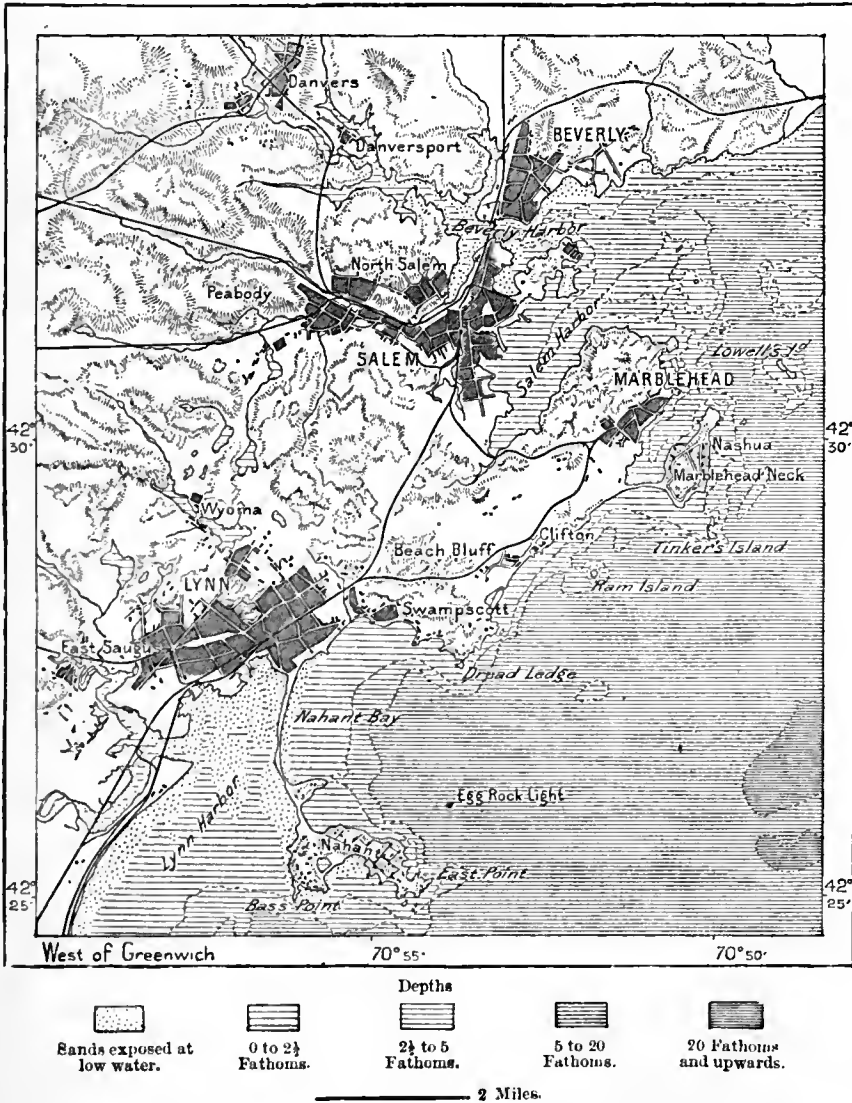 Danvers
BEVERLY
Danversport
Beverly Harbor
North Salem
Peabody
SALEM
Salem Harbor
Lowell's Id
MARBLEHEAD
42°
30'
42°
30'
Nashua
Marblehead Neck
Wyoma
Beach Bluff
Clifton
Tinker's Island
Ram Island
LYNN
Swampscott
East Saugus
Dread Ledge
Nahant Bay
Egg Rock Light
Lynn Harbor
Nahant
East Point
42°
25'
42°
25'
Bass Point
West of Greenwich
70°55'
70°50'
Depths
Sands exposed at
low water.
0 to 2½
Fathoms.
2½ to 5
Fathoms.
5 to 20
Fathoms.
20 Fathoms
and upwards.
2 Miles.